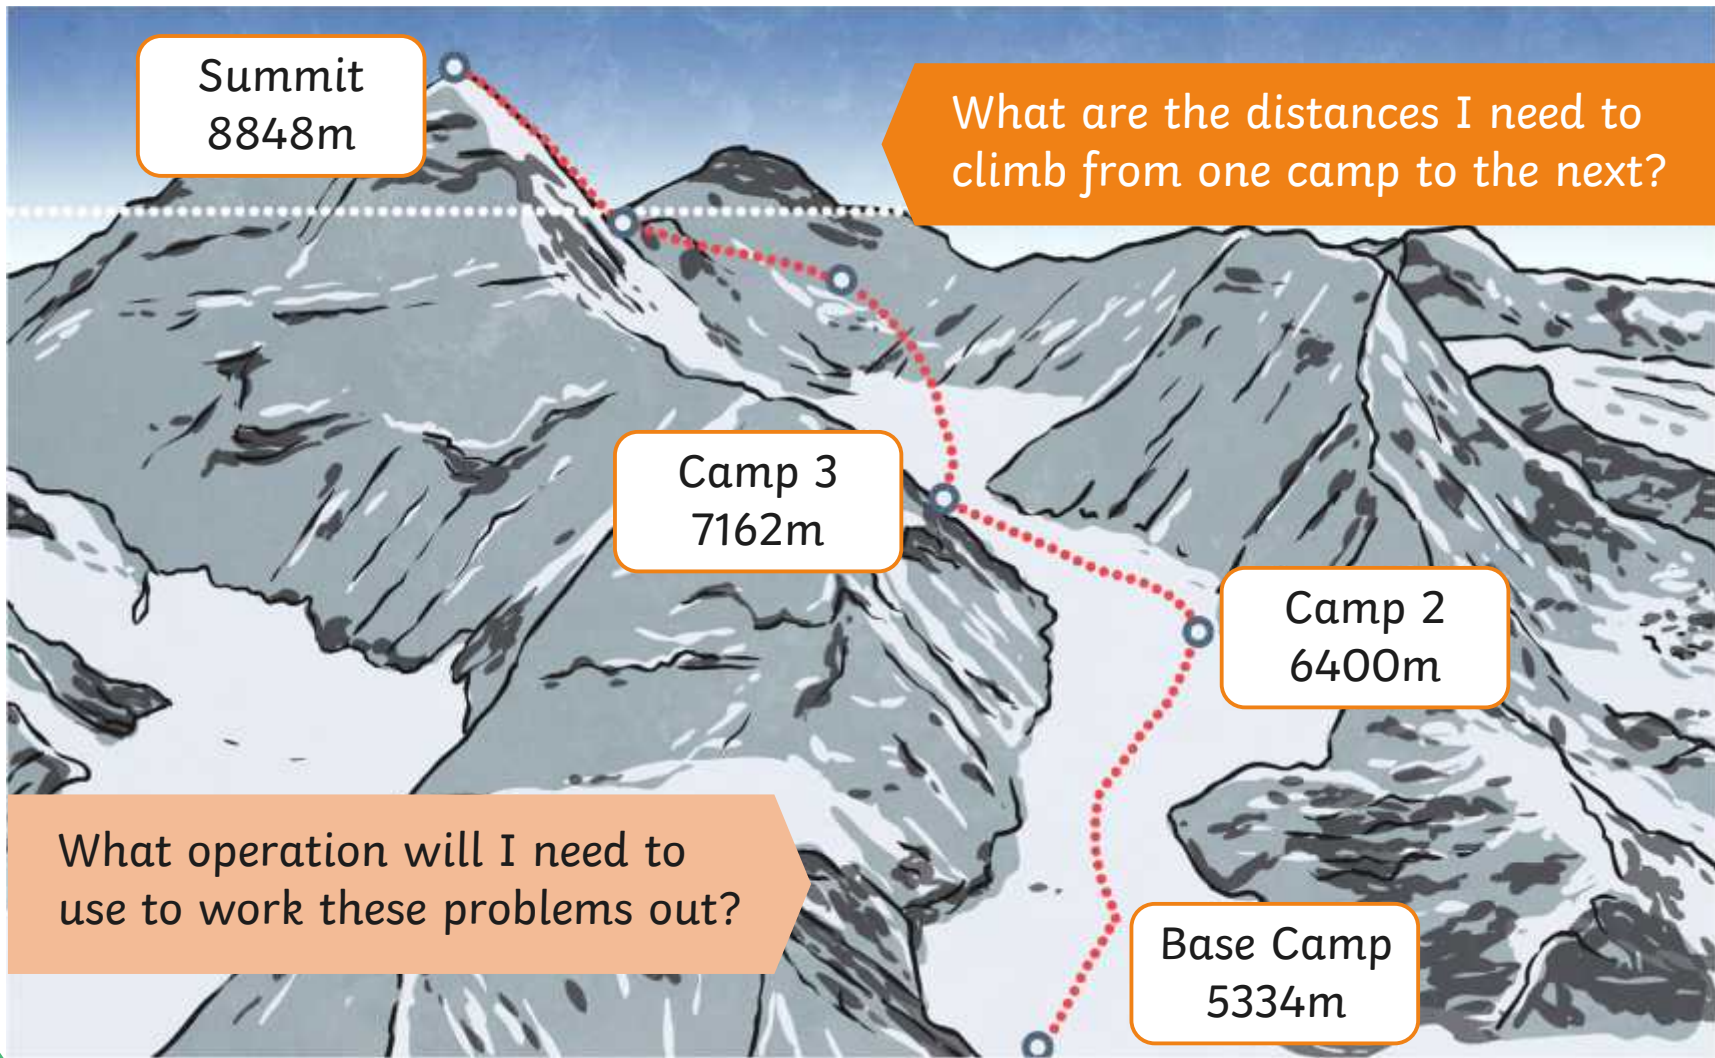 Summit
8848m
What are the distances I need to
climb from one camp to the next?
Camp 3
7162m
Camp 2
6400m
What operation will I need to
use to work these problems out?
Base Camp
5334m